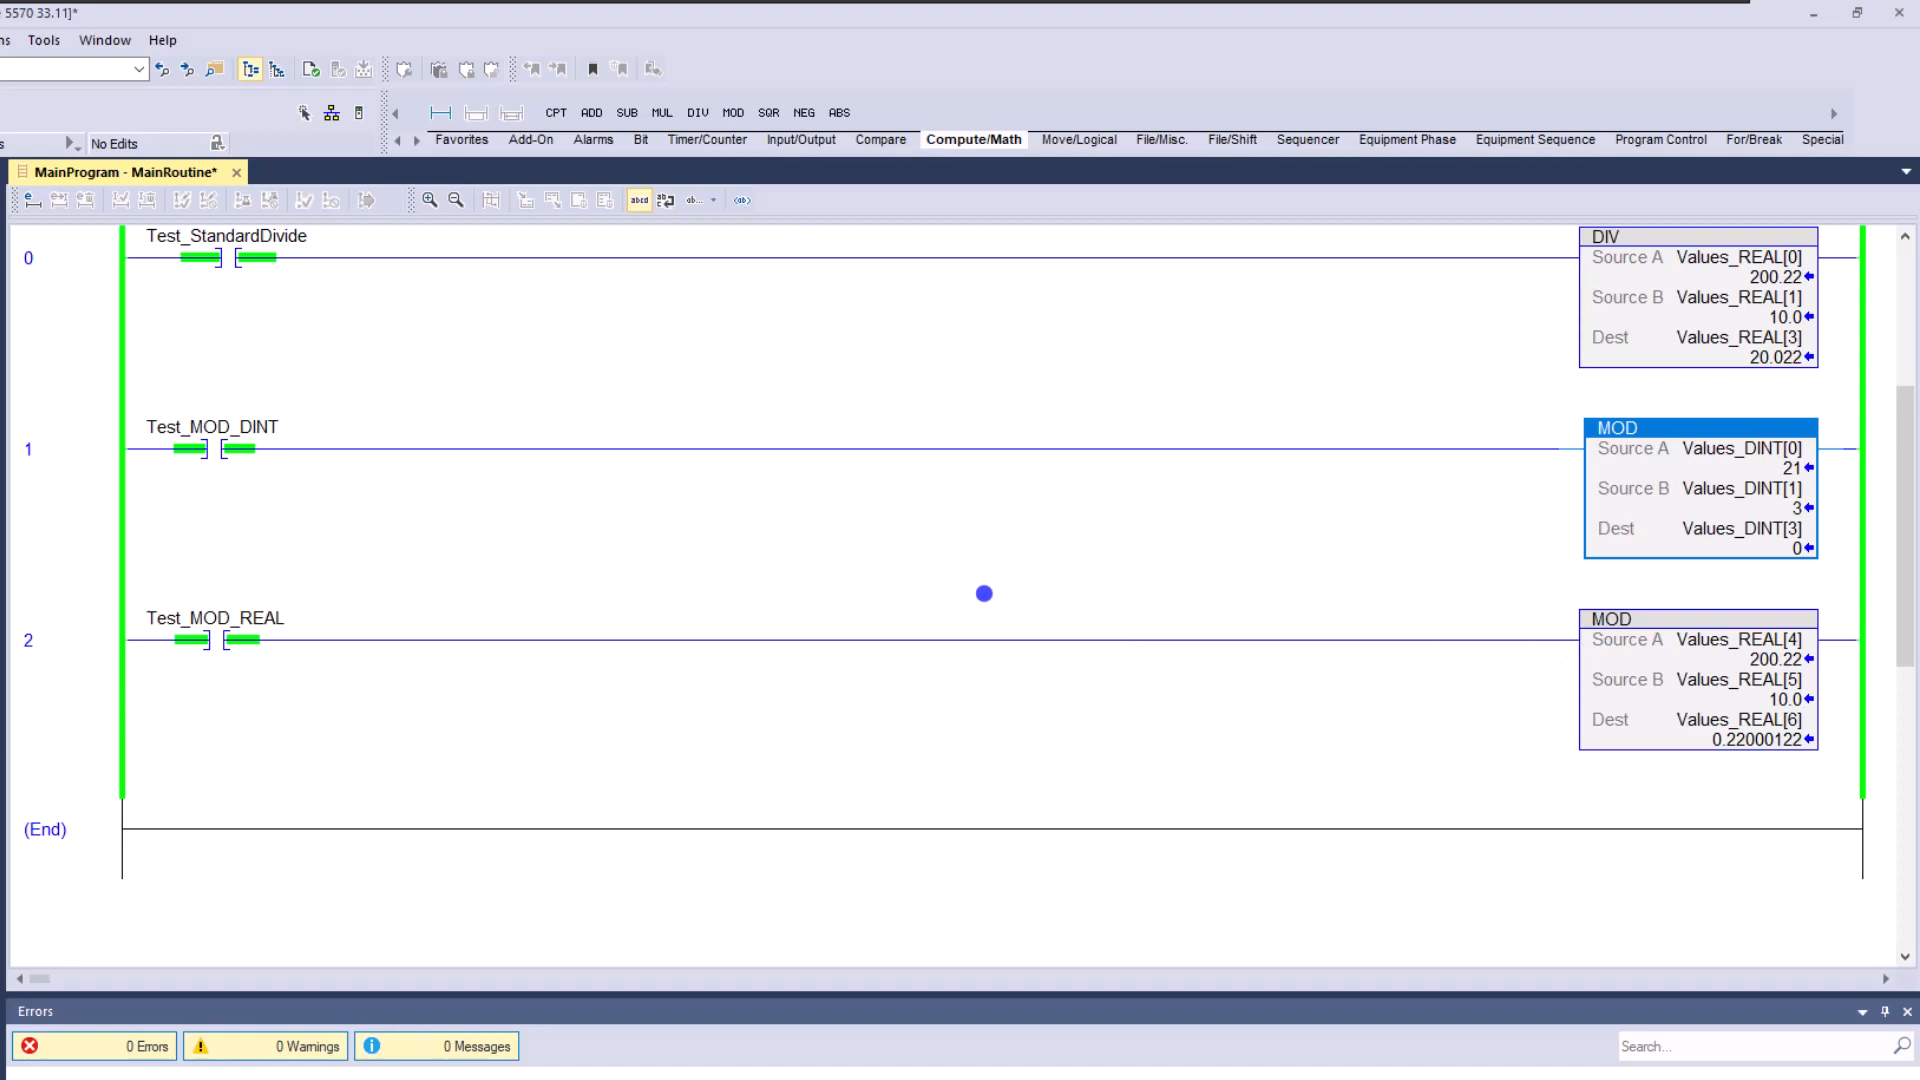 5570 33.11]*
ns Tools Window Help
CPT ADD SUB MUL DIV MOD SQR NEG ABS
s No Edits
Favorites Add-On Alarms Bit Timer/Counter Input/Output Compare Compute/Math Move/Logical File/Misc. File/Shift Sequencer Equipment Phase Equipment Sequence Program Control For/Break Special
MainProgram - MainRoutine*
abcd ab... <ab>
Test_StandardDivide
0
DIV
Source A Values_REAL[0]
200.22
Source B Values_REAL[1]
10.0
Dest Values_REAL[3]
20.022
Test_MOD_DINT
1
MOD
Source A Values_DINT[0]
21
Source B Values_DINT[1]
3
Dest Values_DINT[3]
0
Test_MOD_REAL
2
MOD
Source A Values_REAL[4]
200.22
Source B Values_REAL[5]
10.0
Dest Values_REAL[6]
0.22000122
(End)
Errors
0 Errors 0 Warnings 0 Messages
Search...